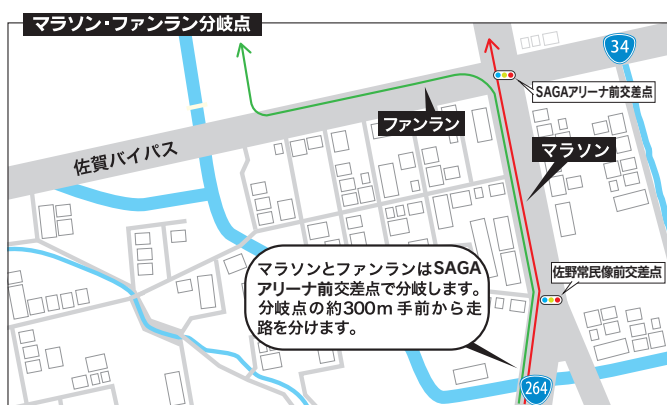 マラソン・ファンラン分岐点
34
SAGAアリーナ前交差点
ファンラン
マラソン
佐賀バイパス
マラソンとファンランはSAGA
アリーナ前交差点で分岐します。
分岐点の約300m手前から走
路を分けます。
佐野常民像前交差点
264